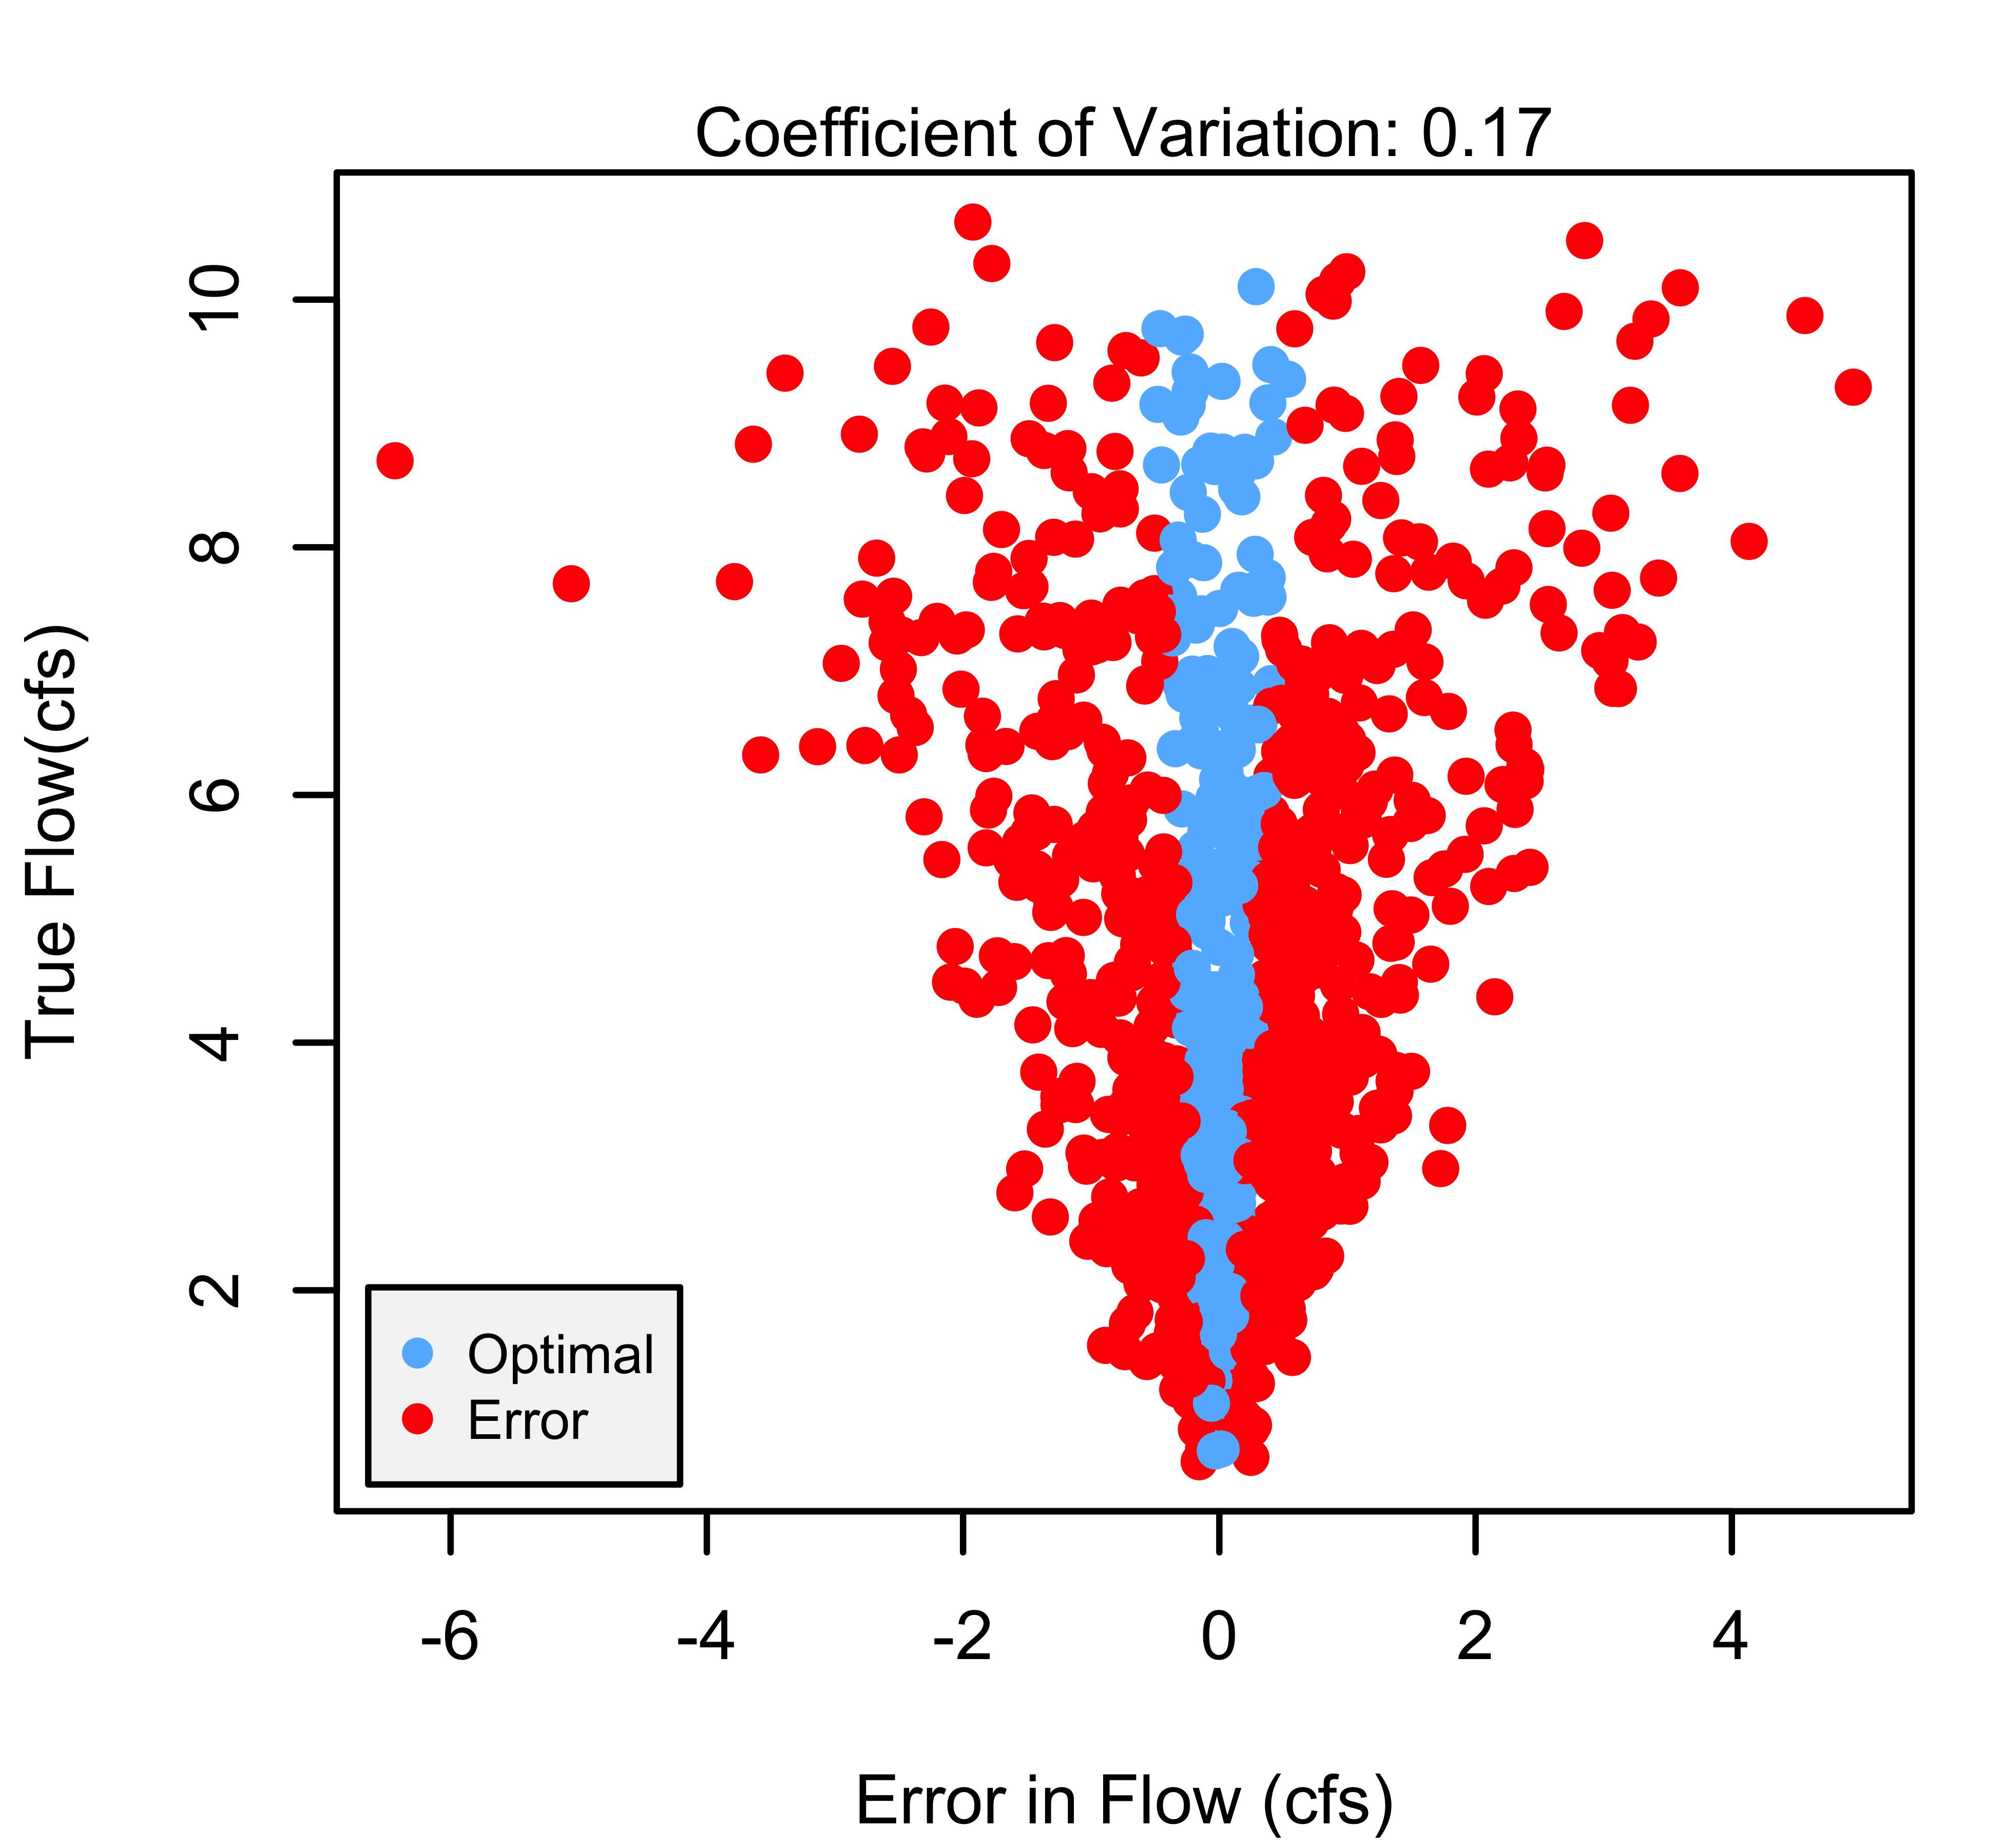 Coefficient of Variation: 0.17
True Flow(cfs)
10
8
6
4
2
Optimal
Error
-6 -4 -2 0 2 4
Error in Flow (cfs)